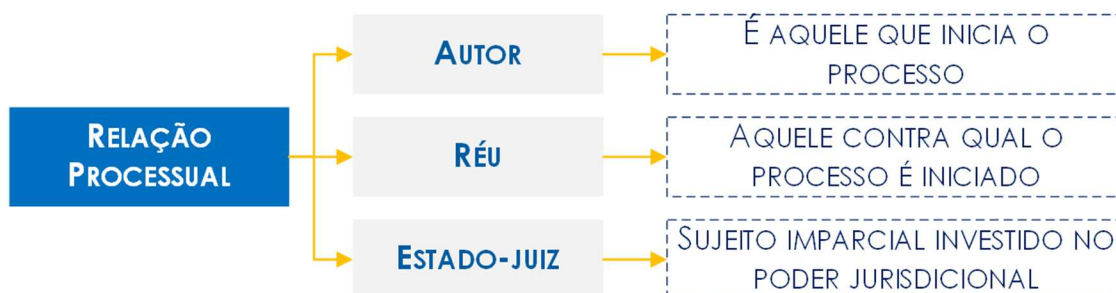 RELAÇÃO
PROCESSUAL
AUTOR
É AQUELE QUE INICIA O
PROCESSO
RÉU
AQUELE CONTRA QUAL O
PROCESSO É INICIADO
ESTADO-JUIZ
SUJEITO IMPARCIAL INVESTIDO NO
PODER JURISDICIONAL